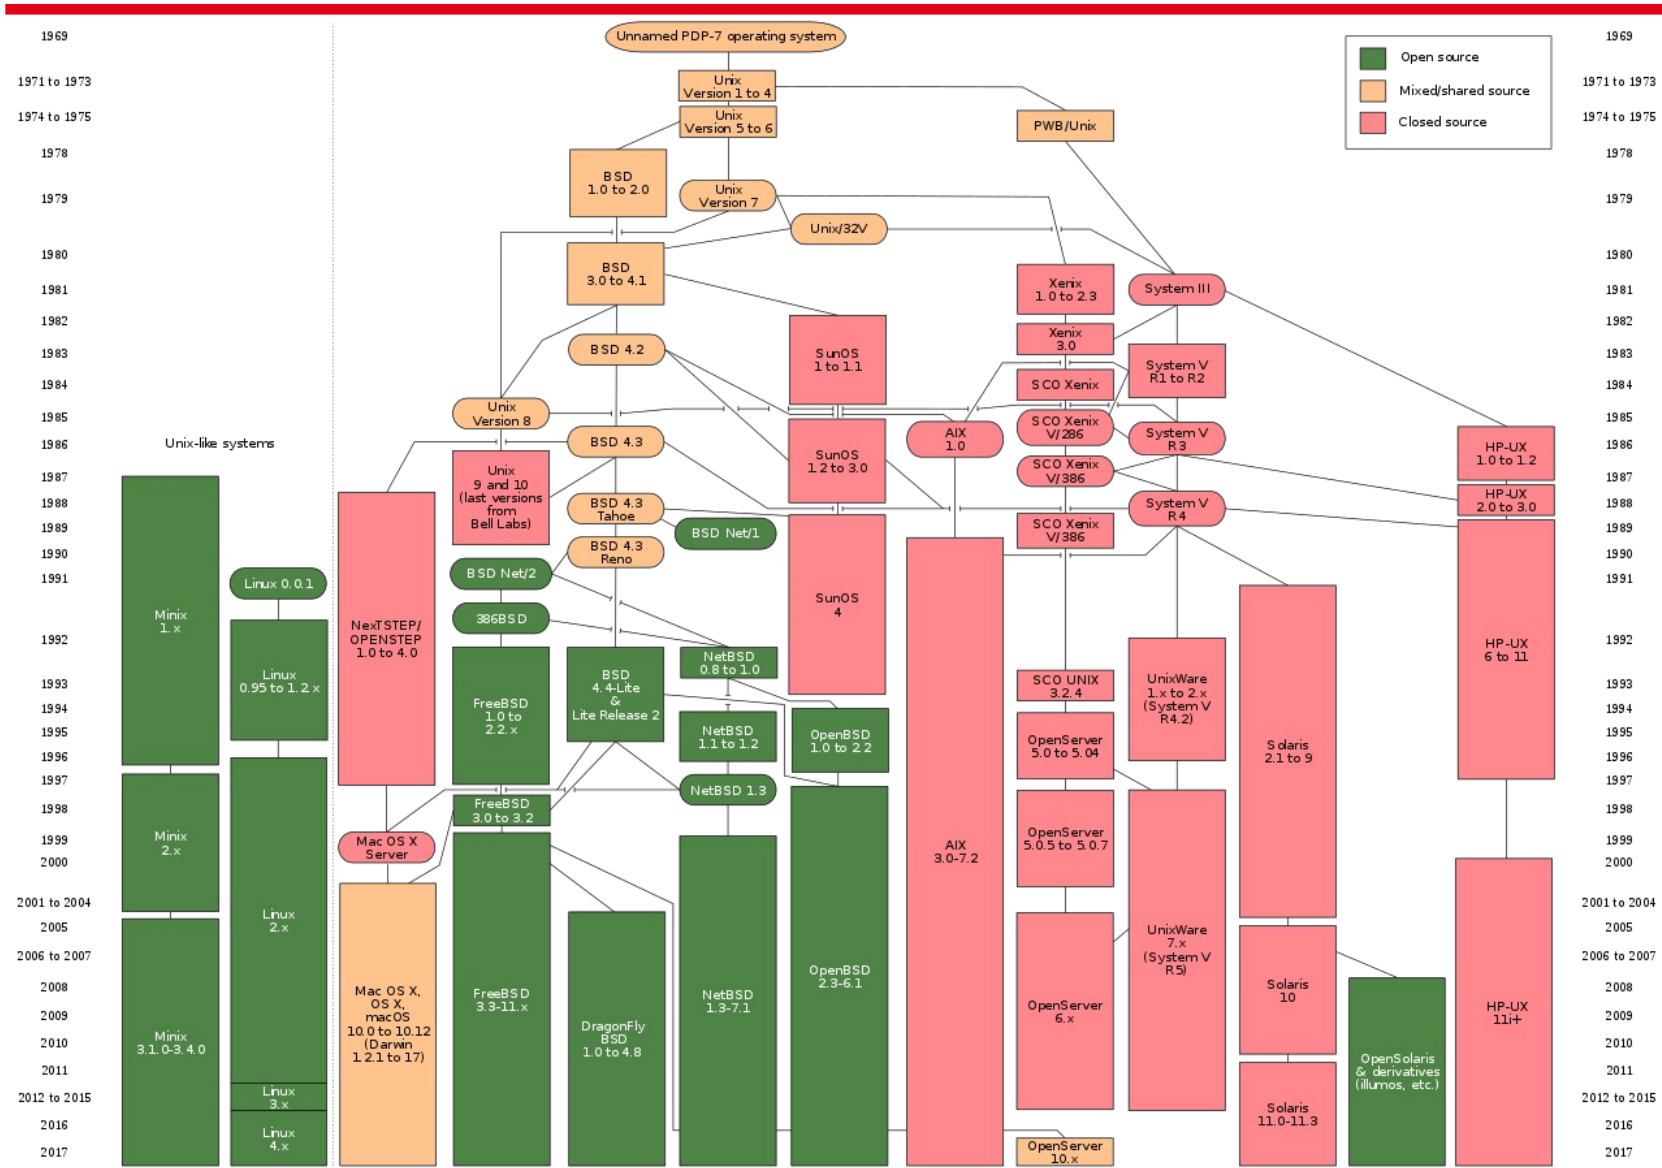 1969
Unnamed PDP-7 operating system
1969
Open source
Mixed/shared source
Closed source
1971 to 1973
Unix
Version 1 to 4
1971 to 1973
1974 to 1975
Unix
Version 5 to 6
PWB/Unix
1974 to 1975
1978
BSD
1.0 to 2.0
1978
1979
Unix
Version 7
1979
Unix/32V
1980
BSD
3.0 to 4.1
1980
1981
Xenix
1.0 to 2.3
System III
1981
1982
Xenix
3.0
1982
1983
BSD 4.2
SunOS
1 to 1.1
System V
R1 to R2
1983
1984
SCO Xenix
1984
1985
Unix
Version 8
SCO Xenix
V/286
1985
1986
Unix-like systems
BSD 4.3
AIX
1.0
System V
R3
HP-UX
1.0 to 1.2
1986
SunOS
1.2 to 3.0
1987
Unix
9 and 10
(last versions
from
Bell Labs)
SCO Xenix
V/386
1987
1988
BSD 4.3
Tahoe
System V
R4
HP-UX
2.0 to 3.0
1988
1989
BSD Net/1
SCO Xenix
V/386
1989
1990
BSD 4.3
Reno
1990
1991
Linux 0.0.1
BSD Net/2
1991
Minix
1.x
NexTSTEP/
OPENSTEP
1.0 to 4.0
386BSD
SunOS
4
1992
HP-UX
6 to 11
1992
Linux
0.95 to 1.2.x
NetBSD
0.8 to 1.0
1993
FreeBSD
1.0 to
2.2.x
BSD
4.4-Lite
&
Lite Release 2
SCO UNIX
3.2.4
UnixWare
1.x to 2.x
(System V
R4.2)
1993
1994
1994
1995
NetBSD
1.1 to 1.2
OpenBSD
1.0 to 2.2
OpenServer
5.0 to 5.04
Solaris
2.1 to 9
1995
1996
1996
1997
NetBSD 1.3
1997
1998
FreeBSD
3.0 to 3.2
1998
1999
Minix
2.x
Mac OS X
Server
AIX
3.0-7.2
OpenServer
5.0.5 to 5.0.7
1999
2000
2000
2001 to 2004
Linux
2.x
2001 to 2004
2005
UnixWare
7.x
(System V
R5)
2005
2006 to 2007
2006 to 2007
2008
Mac OS X,
OS X,
macOS
10.0 to 10.12
(Darwin
1.2.1 to 17)
FreeBSD
3.3-11.x
NetBSD
1.3-7.1
OpenBSD
2.3-6.1
OpenServer
6.x
Solaris
10
HP-UX
11i+
2008
2009
2009
2010
Minix
3.1.0-3.4.0
DragonFly
BSD
1.0 to 4.8
2010
2011
OpenSolaris
& derivatives
(illumos, etc.)
2011
2012 to 2015
Linux
3.x
Solaris
11.0-11.3
2012 to 2015
2016
Linux
4.x
2016
2017
OpenServer
10.x
2017